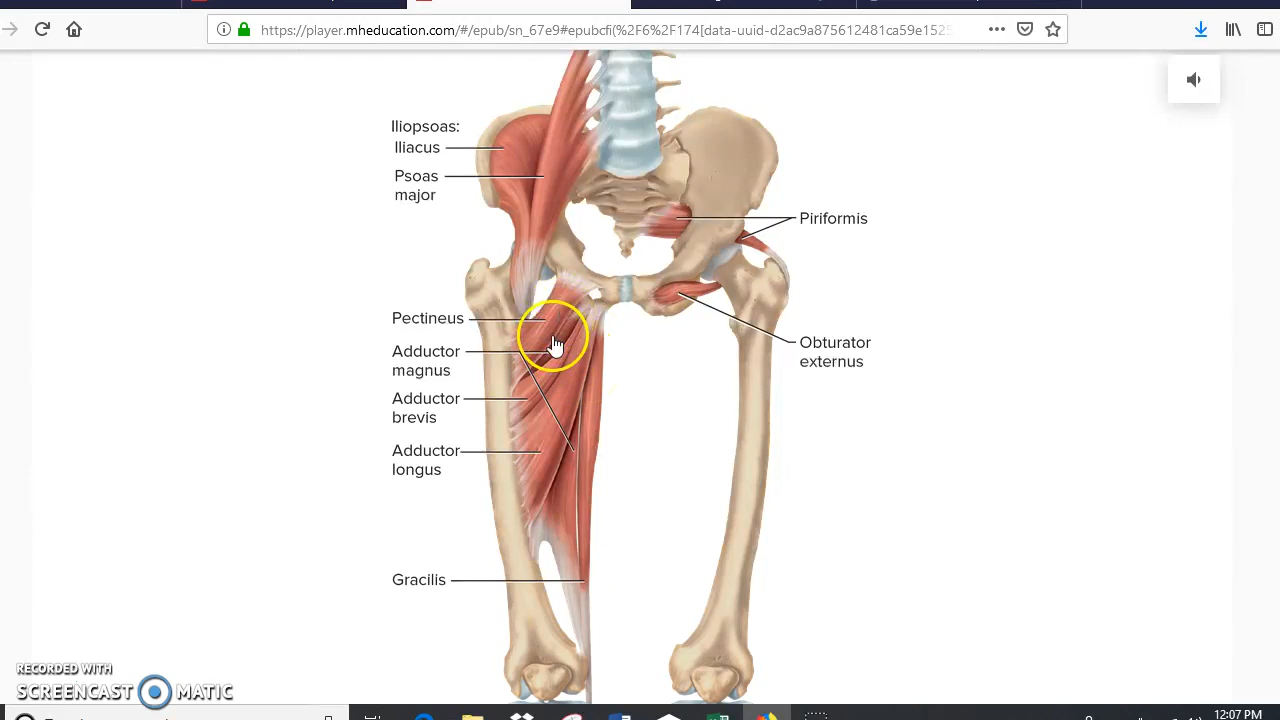 https://player.mheducation.com/#/epub/sn_67e9#epubcfi(%2F6%2F174[data-uuid-d2ac9a875612481ca59e1525
Iliopsoas:
Iliacus
Psoas
major
Piriformis
Pectineus
Adductor
magnus
Obturator
externus
Adductor
brevis
Adductor
longus
Gracilis
RECORDED WITH
SCREENCAST MATIC
12:07 PM